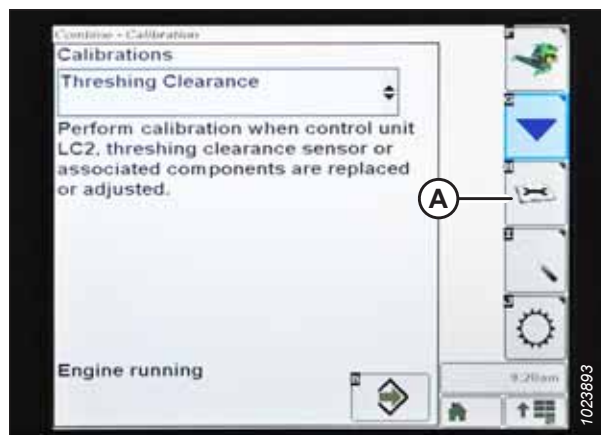 Combine - Calibration
Calibrations
Threshing Clearance
Perform calibration when control unit
LC2, threshing clearance sensor or
associated components are replaced
or adjusted.
A
Engine running
9:20am
1023893